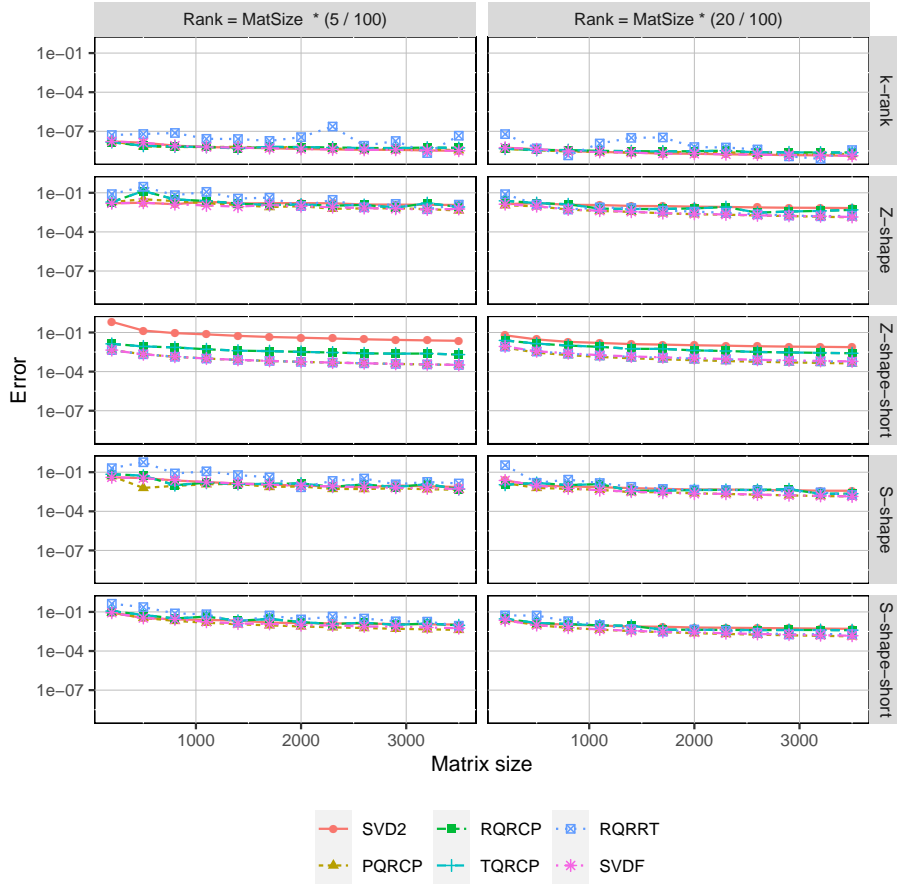 Rank = MatSize * (5 / 100)
Rank = MatSize * (20 / 100)
1e−01
1e−04
1e−07
k−rank
1e−01
1e−04
1e−07
Z−shape
1e−01
1e−04
1e−07
Z−shape−short
1e−01
1e−04
1e−07
S−shape
1e−01
1e−04
1e−07
S−shape−short
Error
1000 2000 3000
1000 2000 3000
Matrix size
SVD2 RQRCP RQRRT
PQRCP TQRCP SVDF